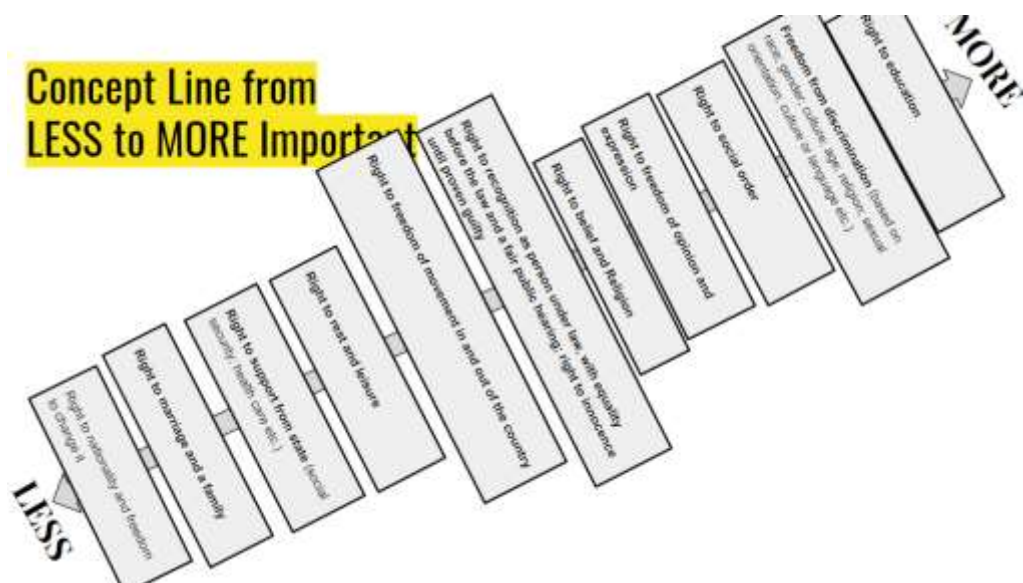 Concept Line from
LESS to MORE Important
LESS
Right to nationality and freedom
to change it
Right to marriage and a family
Right to support from state (social
security, health care etc.)
Right to rest and leisure
Right to freedom of movement in and out of the country
Right to recognition as person under law, with equality
before the law and a fair public hearing; right to innocence
until proven guilty
Right to belief and Religion
Right to freedom of opinion and
expression
Right to social order
Freedom from discrimination (based on
race, gender, culture, age, religion, sexual
orientation, culture or language etc.)
Right to education
MORE